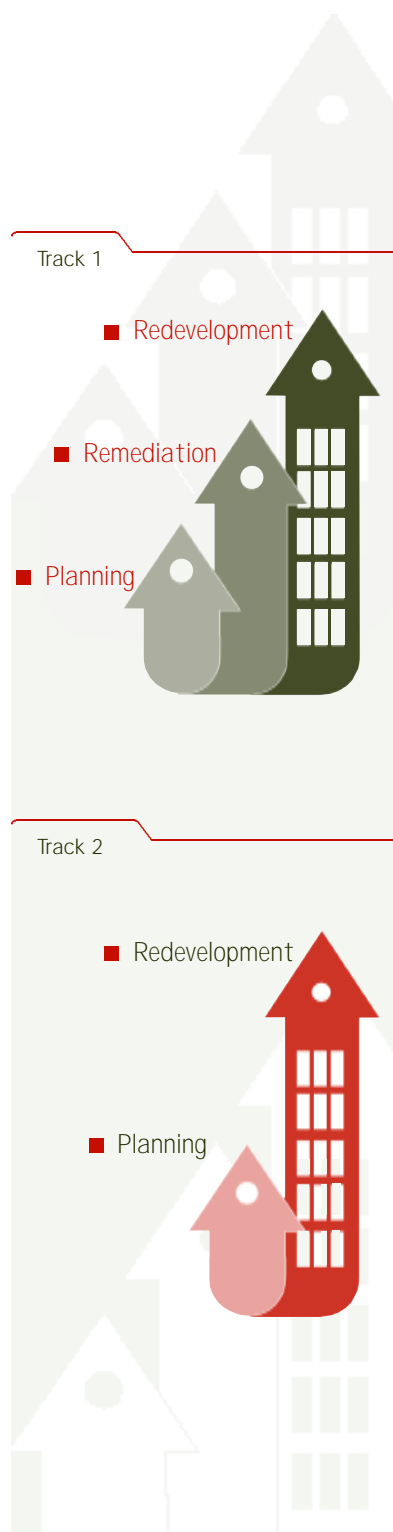 Track 1
Redevelopment
Remediation
Planning
Track 2
Redevelopment
Planning